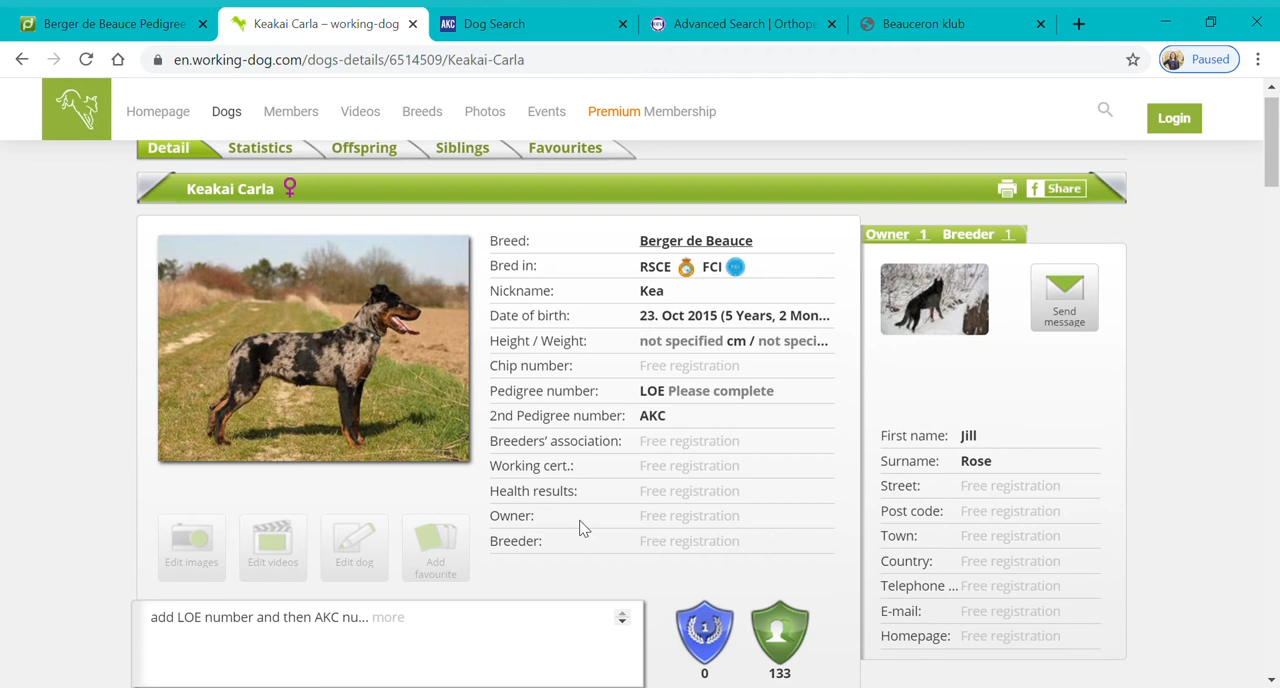 Berger de Beauce Pedigree
Keakai Carla – working-dog
AKC Dog Search
Advanced Search | Orthope
Beauceron klub
en.working-dog.com/dogs-details/6514509/Keakai-Carla
Paused
Homepage Dogs Members Videos Breeds Photos Events Premium Membership
Login
Detail Statistics Offspring Siblings Favourites
Keakai Carla ♀
f Share
Breed: Berger de Beauce
Bred in: RSCE FCI
Nickname: Kea
Date of birth: 23. Oct 2015 (5 Years, 2 Mon...
Height / Weight: not specified cm / not speci...
Chip number: Free registration
Pedigree number: LOE Please complete
2nd Pedigree number: AKC
Breeders' association: Free registration
Working cert.: Free registration
Health results: Free registration
Owner: Free registration
Breeder: Free registration
Edit images
Edit videos
Edit dog
Add
favourite
Owner 1 Breeder 1
Send
message
First name: Jill
Surname: Rose
Street: Free registration
Post code: Free registration
Town: Free registration
Country: Free registration
Telephone ... Free registration
E-mail: Free registration
Homepage: Free registration
add LOE number and then AKC nu... more
1
0
133